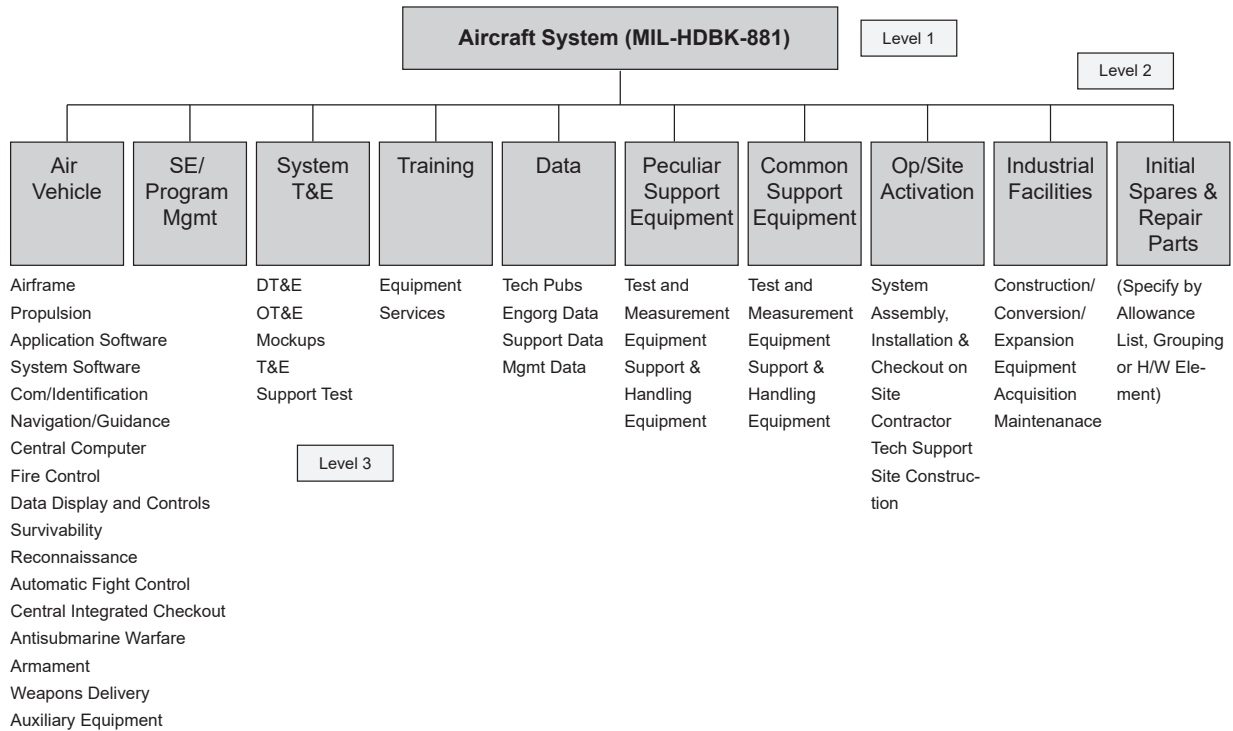 Aircraft System (MIL-HDBK-881)
Level 1
Level 2
Air
Vehicle
SE/
Program
Mgmt
System
T&E
Training
Data
Peculiar
Support
Equipment
Common
Support
Equipment
Op/Site
Activation
Industrial
Facilities
Initial
Spares &
Repair
Parts
Airframe
Propulsion
Application Software
System Software
Com/Identification
Navigation/Guidance
Central Computer
Fire Control
Data Display and Controls
Survivability
Reconnaissance
Automatic Fight Control
Central Integrated Checkout
Antisubmarine Warfare
Armament
Weapons Delivery
Auxiliary Equipment
DT&E
OT&E
Mockups
T&E
Support Test
Level 3
Equipment
Services
Tech Pubs
Engorg Data
Support Data
Mgmt Data
Test and
Measurement
Equipment
Support &
Handling
Equipment
Test and
Measurement
Equipment
Support &
Handling
Equipment
System
Assembly,
Installation &
Checkout on
Site
Contractor
Tech Support
Site Construc-
tion
Construction/
Conversion/
Expansion
Equipment
Acquisition
Maintenanace
(Specify by
Allowance
List, Grouping
or H/W Ele-
ment)